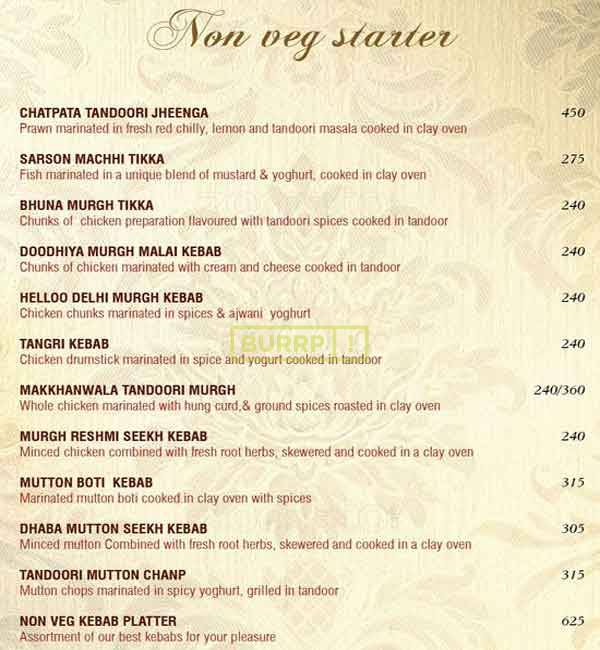 Non veg starter
CHATPATA TANDOORI JHEENGA 450
Prawn marinated in fresh red chilly, lemon and tandoori masala cooked in clay oven
SARSON MACHHI TIKKA 275
Fish marinated in a unique blend of mustard & yoghurt, cooked in clay oven
BHUNA MURGH TIKKA 240
Chunks of chicken preparation flavoured with tandoori spices cooked in tandoor
DOODHIYA MURGH MALAI KEBAB 240
Chunks of chicken marinated with cream and cheese cooked in tandoor
HELLOO DELHI MURGH KEBAB 240
Chicken chunks marinated in spices & ajwani yoghurt
BURRP!
TANGRI KEBAB 240
Chicken drumstick marinated in spice and yogurt cooked in tandoor
MAKKHANWALA TANDOORI MURGH 240/360
Whole chicken marinated with hung curd,& ground spices roasted in clay oven
MURGH RESHMI SEEKH KEBAB 240
Minced chicken combined with fresh root herbs, skewered and cooked in a clay oven
MUTTON BOTI KEBAB 315
Marinated mutton boti cooked in clay oven with spices
DHABA MUTTON SEEKH KEBAB 305
Minced mutton Combined with fresh root herbs, skewered and cooked in a clay oven
TANDOORI MUTTON CHANP 315
Mutton chops marinated in spicy yoghurt, grilled in tandoor
NON VEG KEBAB PLATTER 625
Assortment of our best kebabs for your pleasure